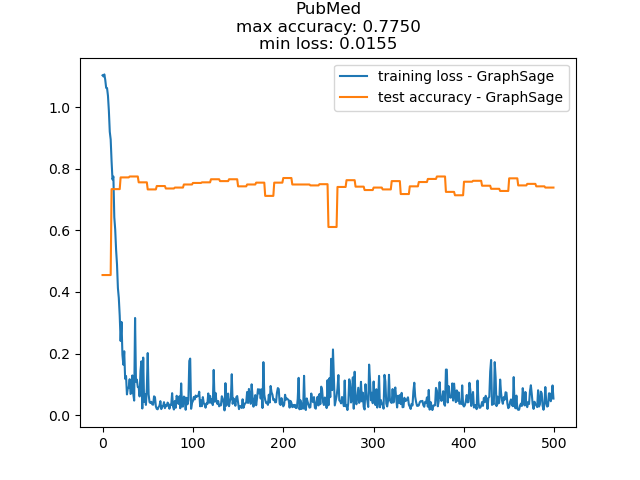 PubMed
max accuracy: 0.7750
min loss: 0.0155
training loss - GraphSage
test accuracy - GraphSage
1.0
0.8
0.6
0.4
0.2
0.0
0 100 200 300 400 500